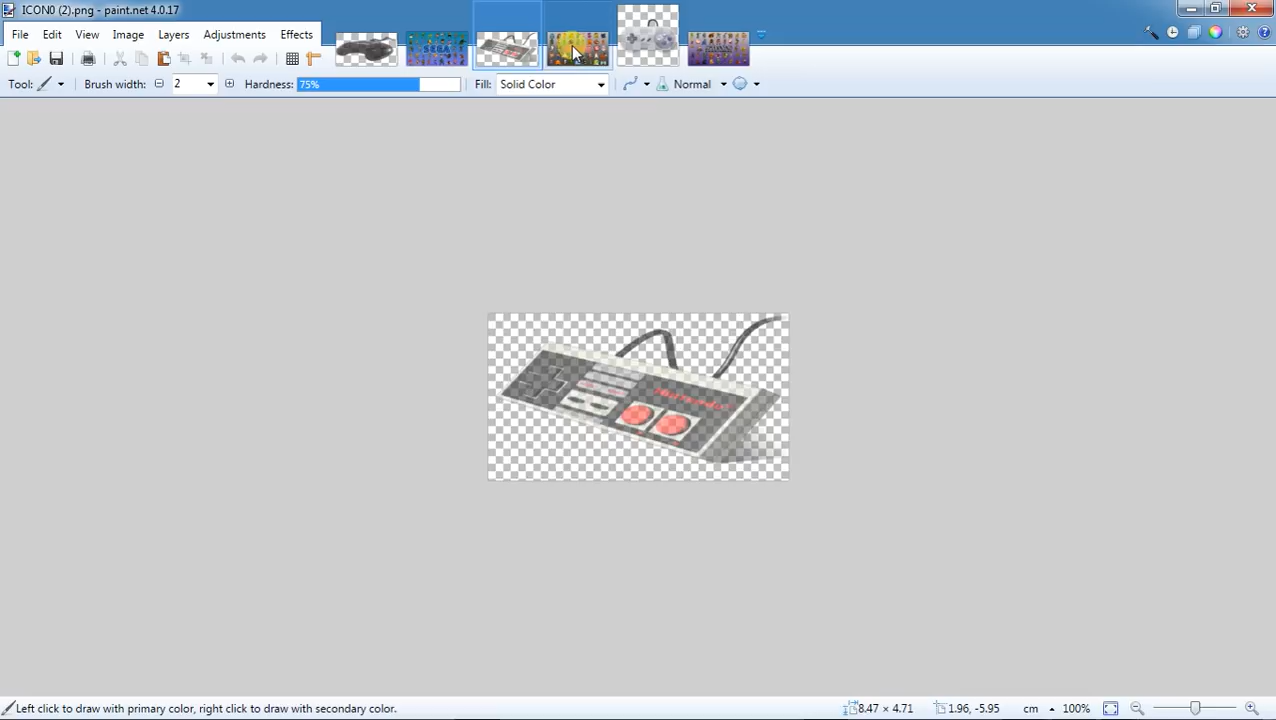 ICON0 (2).png - paint.net 4.0.17
File Edit View Image Layers Adjustments Effects
SEGA
Tool: Brush width: 2 Hardness: 75% Fill: Solid Color Normal
Nintendo
Left click to draw with primary color, right click to draw with secondary color. 8.47 × 4.71 1.96, -5.95 cm 100%